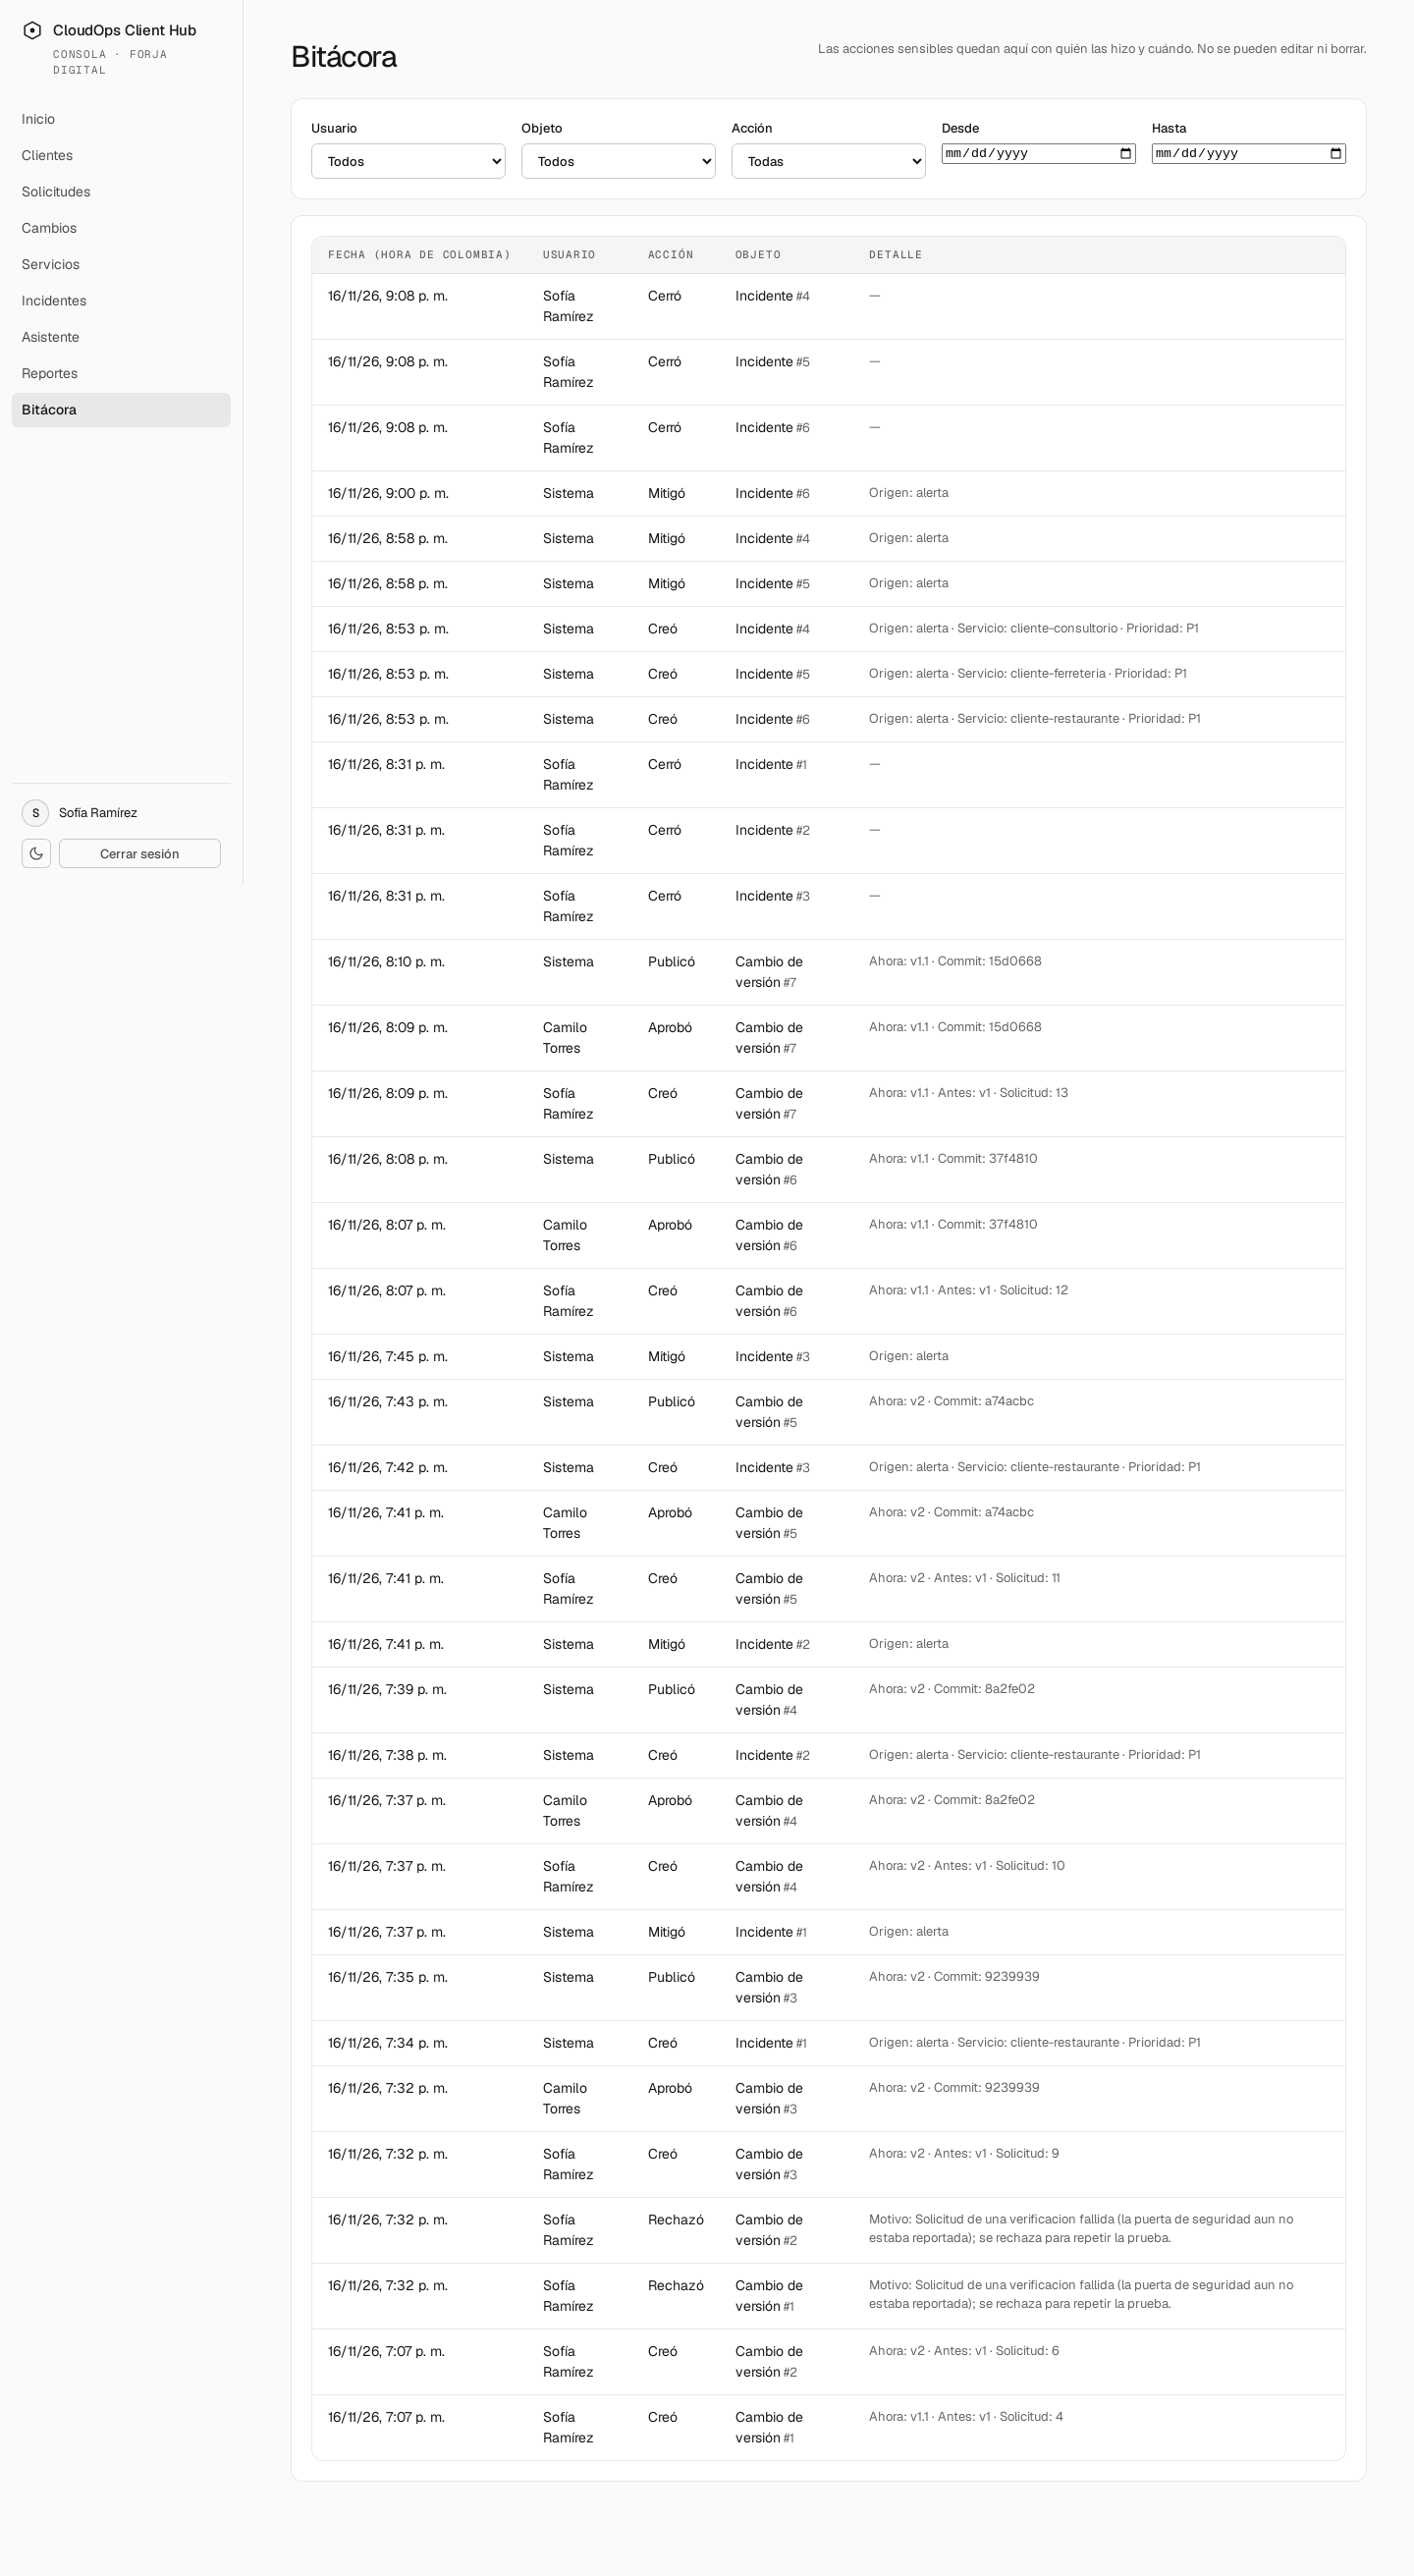 CloudOps Client Hub
CONSOLA · FORJA
DIGITAL
Inicio
Clientes
Solicitudes
Cambios
Servicios
Incidentes
Asistente
Reportes
Bitácora
S Sofía Ramírez
Cerrar sesión
Bitácora
Las acciones sensibles quedan aquí con quién las hizo y cuándo. No se pueden editar ni borrar.
Usuario Objeto Acción Desde Hasta
Todos Todos Todas mm/dd/yyyy mm/dd/yyyy
FECHA (HORA DE COLOMBIA) USUARIO ACCIÓN OBJETO DETALLE
16/11/26, 9:08 p. m. Sofía Ramírez Cerró Incidente #4 —
16/11/26, 9:08 p. m. Sofía Ramírez Cerró Incidente #5 —
16/11/26, 9:08 p. m. Sofía Ramírez Cerró Incidente #6 —
16/11/26, 9:00 p. m. Sistema Mitigó Incidente #6 Origen: alerta
16/11/26, 8:58 p. m. Sistema Mitigó Incidente #4 Origen: alerta
16/11/26, 8:58 p. m. Sistema Mitigó Incidente #5 Origen: alerta
16/11/26, 8:53 p. m. Sistema Creó Incidente #4 Origen: alerta · Servicio: cliente-consultorio · Prioridad: P1
16/11/26, 8:53 p. m. Sistema Creó Incidente #5 Origen: alerta · Servicio: cliente-ferreteria · Prioridad: P1
16/11/26, 8:53 p. m. Sistema Creó Incidente #6 Origen: alerta · Servicio: cliente-restaurante · Prioridad: P1
16/11/26, 8:31 p. m. Sofía Ramírez Cerró Incidente #1 —
16/11/26, 8:31 p. m. Sofía Ramírez Cerró Incidente #2 —
16/11/26, 8:31 p. m. Sofía Ramírez Cerró Incidente #3 —
16/11/26, 8:10 p. m. Sistema Publicó Cambio de versión #7 Ahora: v1.1 · Commit: 15d0668
16/11/26, 8:09 p. m. Camilo Torres Aprobó Cambio de versión #7 Ahora: v1.1 · Commit: 15d0668
16/11/26, 8:09 p. m. Sofía Ramírez Creó Cambio de versión #7 Ahora: v1.1 · Antes: v1 · Solicitud: 13
16/11/26, 8:08 p. m. Sistema Publicó Cambio de versión #6 Ahora: v1.1 · Commit: 37f4810
16/11/26, 8:07 p. m. Camilo Torres Aprobó Cambio de versión #6 Ahora: v1.1 · Commit: 37f4810
16/11/26, 8:07 p. m. Sofía Ramírez Creó Cambio de versión #6 Ahora: v1.1 · Antes: v1 · Solicitud: 12
16/11/26, 7:45 p. m. Sistema Mitigó Incidente #3 Origen: alerta
16/11/26, 7:43 p. m. Sistema Publicó Cambio de versión #5 Ahora: v2 · Commit: a74acbc
16/11/26, 7:42 p. m. Sistema Creó Incidente #3 Origen: alerta · Servicio: cliente-restaurante · Prioridad: P1
16/11/26, 7:41 p. m. Camilo Torres Aprobó Cambio de versión #5 Ahora: v2 · Commit: a74acbc
16/11/26, 7:41 p. m. Sofía Ramírez Creó Cambio de versión #5 Ahora: v2 · Antes: v1 · Solicitud: 11
16/11/26, 7:41 p. m. Sistema Mitigó Incidente #2 Origen: alerta
16/11/26, 7:39 p. m. Sistema Publicó Cambio de versión #4 Ahora: v2 · Commit: 8a2fe02
16/11/26, 7:38 p. m. Sistema Creó Incidente #2 Origen: alerta · Servicio: cliente-restaurante · Prioridad: P1
16/11/26, 7:37 p. m. Camilo Torres Aprobó Cambio de versión #4 Ahora: v2 · Commit: 8a2fe02
16/11/26, 7:37 p. m. Sofía Ramírez Creó Cambio de versión #4 Ahora: v2 · Antes: v1 · Solicitud: 10
16/11/26, 7:37 p. m. Sistema Mitigó Incidente #1 Origen: alerta
16/11/26, 7:35 p. m. Sistema Publicó Cambio de versión #3 Ahora: v2 · Commit: 9239939
16/11/26, 7:34 p. m. Sistema Creó Incidente #1 Origen: alerta · Servicio: cliente-restaurante · Prioridad: P1
16/11/26, 7:32 p. m. Camilo Torres Aprobó Cambio de versión #3 Ahora: v2 · Commit: 9239939
16/11/26, 7:32 p. m. Sofía Ramírez Creó Cambio de versión #3 Ahora: v2 · Antes: v1 · Solicitud: 9
16/11/26, 7:32 p. m. Sofía Ramírez Rechazó Cambio de versión #2 Motivo: Solicitud de una verificacion fallida (la puerta de seguridad aun no estaba reportada); se rechaza para repetir la prueba.
16/11/26, 7:32 p. m. Sofía Ramírez Rechazó Cambio de versión #1 Motivo: Solicitud de una verificacion fallida (la puerta de seguridad aun no estaba reportada); se rechaza para repetir la prueba.
16/11/26, 7:07 p. m. Sofía Ramírez Creó Cambio de versión #2 Ahora: v2 · Antes: v1 · Solicitud: 6
16/11/26, 7:07 p. m. Sofía Ramírez Creó Cambio de versión #1 Ahora: v1.1 · Antes: v1 · Solicitud: 4